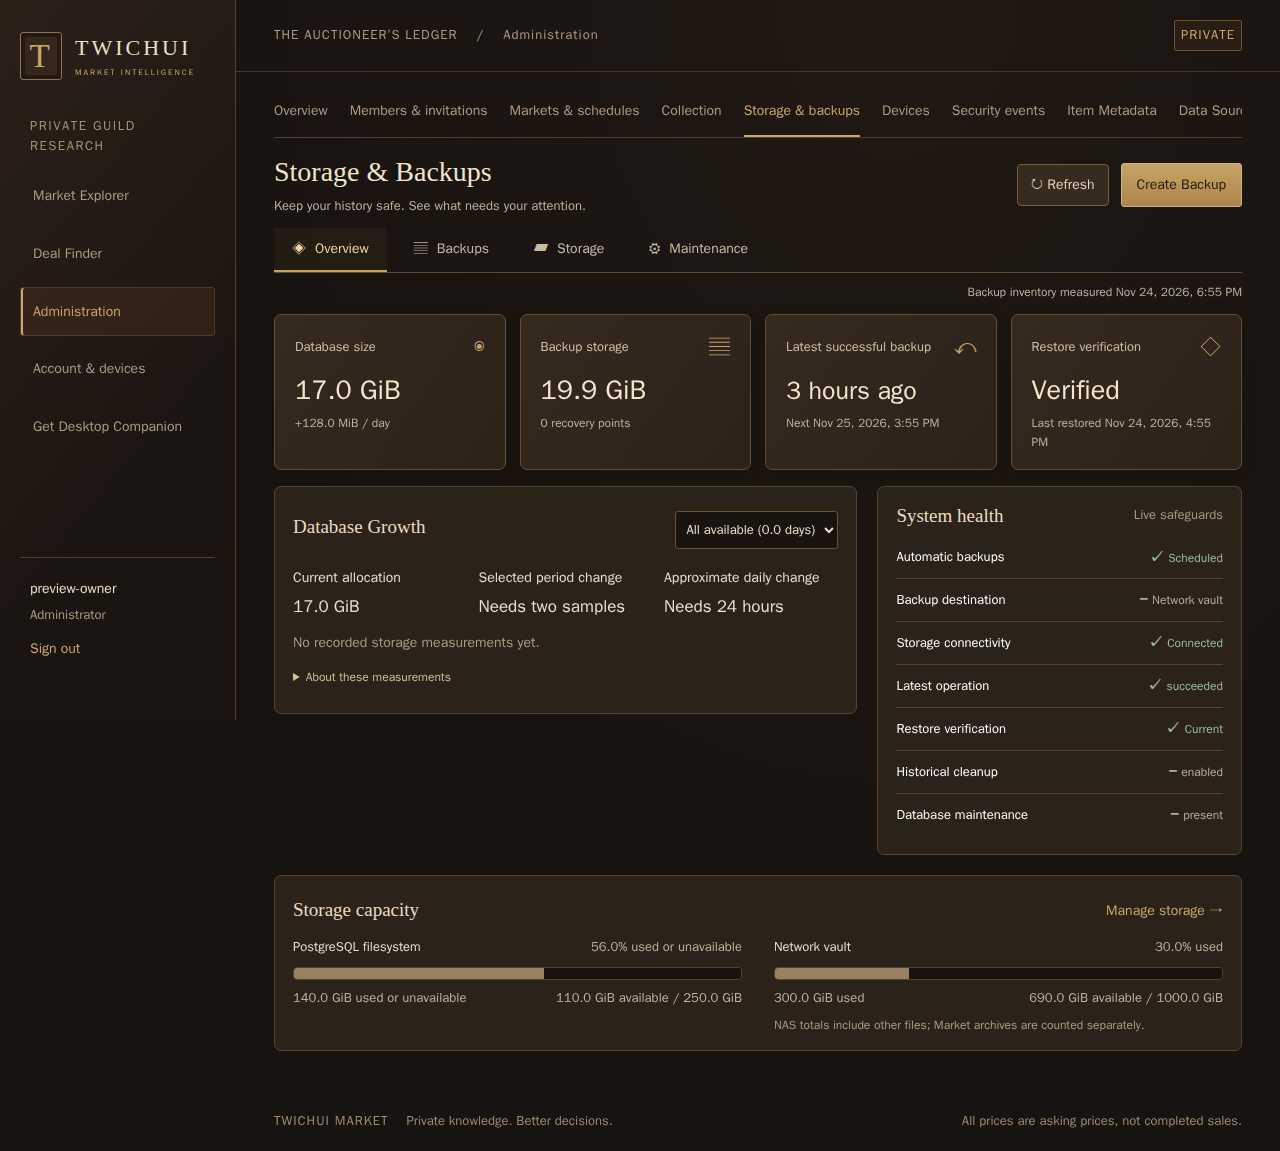 T
TWICHUI
MARKET INTELLIGENCE
THE AUCTIONEER'S LEDGER / Administration
PRIVATE
PRIVATE GUILD
RESEARCH
Market Explorer
Deal Finder
Administration
Account & devices
Get Desktop Companion
preview-owner
Administrator
Sign out
Overview Members & invitations Markets & schedules Collection Storage & backups Devices Security events Item Metadata Data Sourc
Storage & Backups
Keep your history safe. See what needs your attention.
↻ Refresh
Create Backup
Overview Backups Storage Maintenance
Backup inventory measured Nov 24, 2026, 6:55 PM
Database size
17.0 GiB
+128.0 MiB / day
Backup storage
19.9 GiB
0 recovery points
Latest successful backup
3 hours ago
Next Nov 25, 2026, 3:55 PM
Restore verification
Verified
Last restored Nov 24, 2026, 4:55
PM
Database Growth
All available (0.0 days)
Current allocation
17.0 GiB
Selected period change
Needs two samples
Approximate daily change
Needs 24 hours
No recorded storage measurements yet.
About these measurements
System health
Live safeguards
Automatic backups ✓ Scheduled
Backup destination – Network vault
Storage connectivity ✓ Connected
Latest operation ✓ succeeded
Restore verification ✓ Current
Historical cleanup – enabled
Database maintenance – present
Storage capacity
Manage storage →
PostgreSQL filesystem 56.0% used or unavailable
140.0 GiB used or unavailable 110.0 GiB available / 250.0 GiB
Network vault 30.0% used
300.0 GiB used 690.0 GiB available / 1000.0 GiB
NAS totals include other files; Market archives are counted separately.
TWICHUI MARKET Private knowledge. Better decisions.
All prices are asking prices, not completed sales.